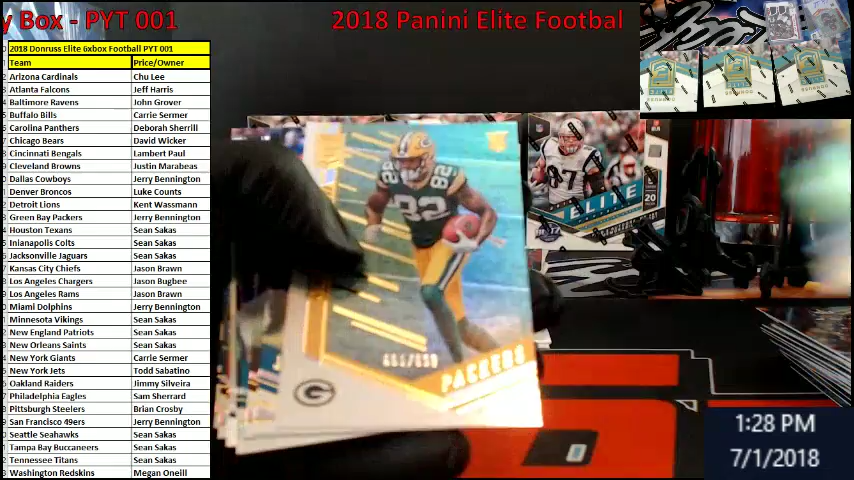 y Box - PYT 001
2018 Panini Elite Footbal
2018 Donruss Elite 6xbox Football PYT 001
Team Price/Owner
Arizona Cardinals Chu Lee
Atlanta Falcons Jeff Harris
Baltimore Ravens John Grover
Buffalo Bills Carrie Sermer
Carolina Panthers Deborah Sherrill
Chicago Bears David Wicker
Cincinnati Bengals Lambert Paul
Cleveland Browns Justin Marabeas
Dallas Cowboys Jerry Bennington
Denver Broncos Luke Counts
Detroit Lions Kent Wassmann
Green Bay Packers Jerry Bennington
Houston Texans Sean Sakas
Inianapolis Colts Sean Sakas
Jacksonville Jaguars Sean Sakas
Kansas City Chiefs Jason Brawn
Los Angeles Chargers Jason Bugbee
Los Angeles Rams Jason Brawn
Miami Dolphins Jerry Bennington
Minnesota Vikings Sean Sakas
New England Patriots Sean Sakas
New Orleans Saints Sean Sakas
New York Giants Carrie Sermer
New York Jets Todd Sabatino
Oakland Raiders Jimmy Silveira
Philadelphia Eagles Sam Sherrard
Pittsburgh Steelers Brian Crosby
San Francisco 49ers Jerry Bennington
Seattle Seahawks Sean Sakas
Tampa Bay Buccaneers Sean Sakas
Tennessee Titans Sean Sakas
Washington Redskins Megan Oneill
82
PACKERS
G
87
ELITE
20
1:28 PM
7/1/2018